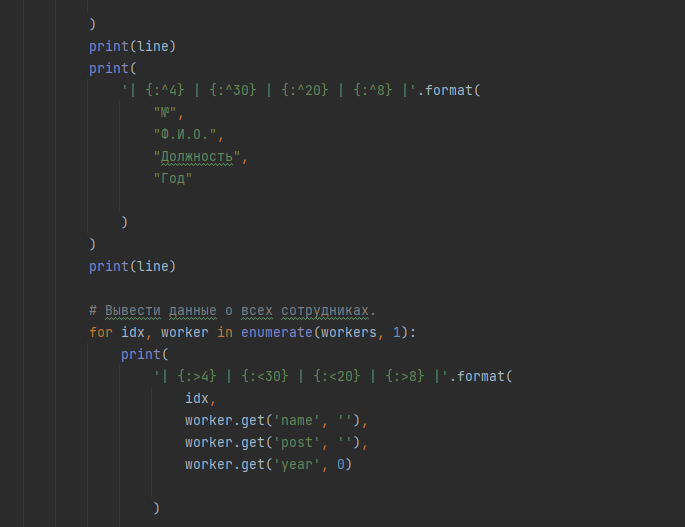 )
print(line)
print(
'| {:^4} | {:^30} | {:^20} | {:^8} |'.format(
"№",
"Ф.И.О.",
"Должность",
"Год"
)
)
print(line)
# Вывести данные о всех сотрудниках.
for idx, worker in enumerate(workers, 1):
print(
'| {:>4} | {:<30} | {:<20} | {:>8} |'.format(
idx,
worker.get('name', ''),
worker.get('post', ''),
worker.get('year', 0)
)